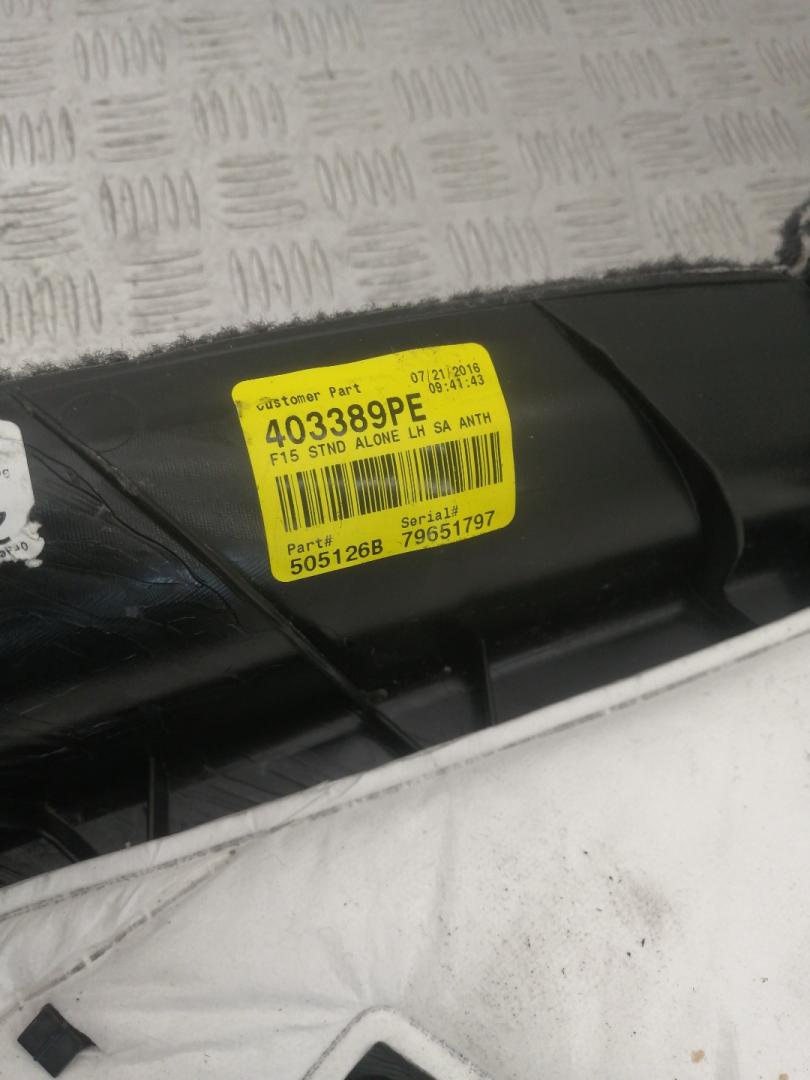 Customer Part
07/21/2016
09:41:43
403389PE
F15 STND ALONE LH SA ANTH
Part#
Serial#
505126B
79651797